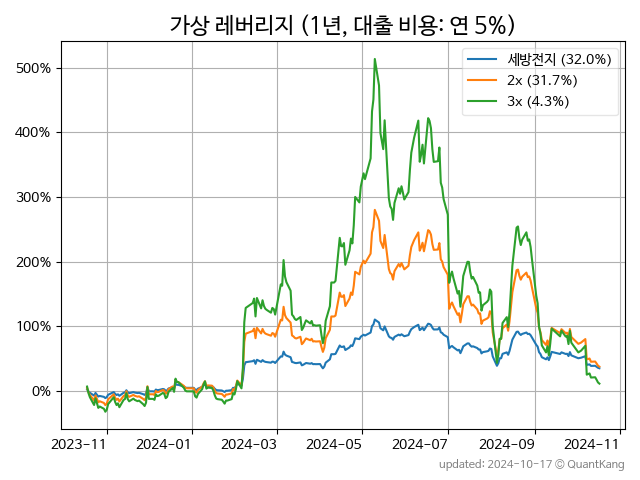 가상 레버리지 (1년, 대출 비용: 연 5%)
세방전지 (32.0%)
2x (31.7%)
3x (4.3%)
500%
400%
300%
200%
100%
0%
2023-11
2024-01
2024-03
2024-05
2024-07
2024-09
2024-11
updated: 2024-10-17 © QuantKang